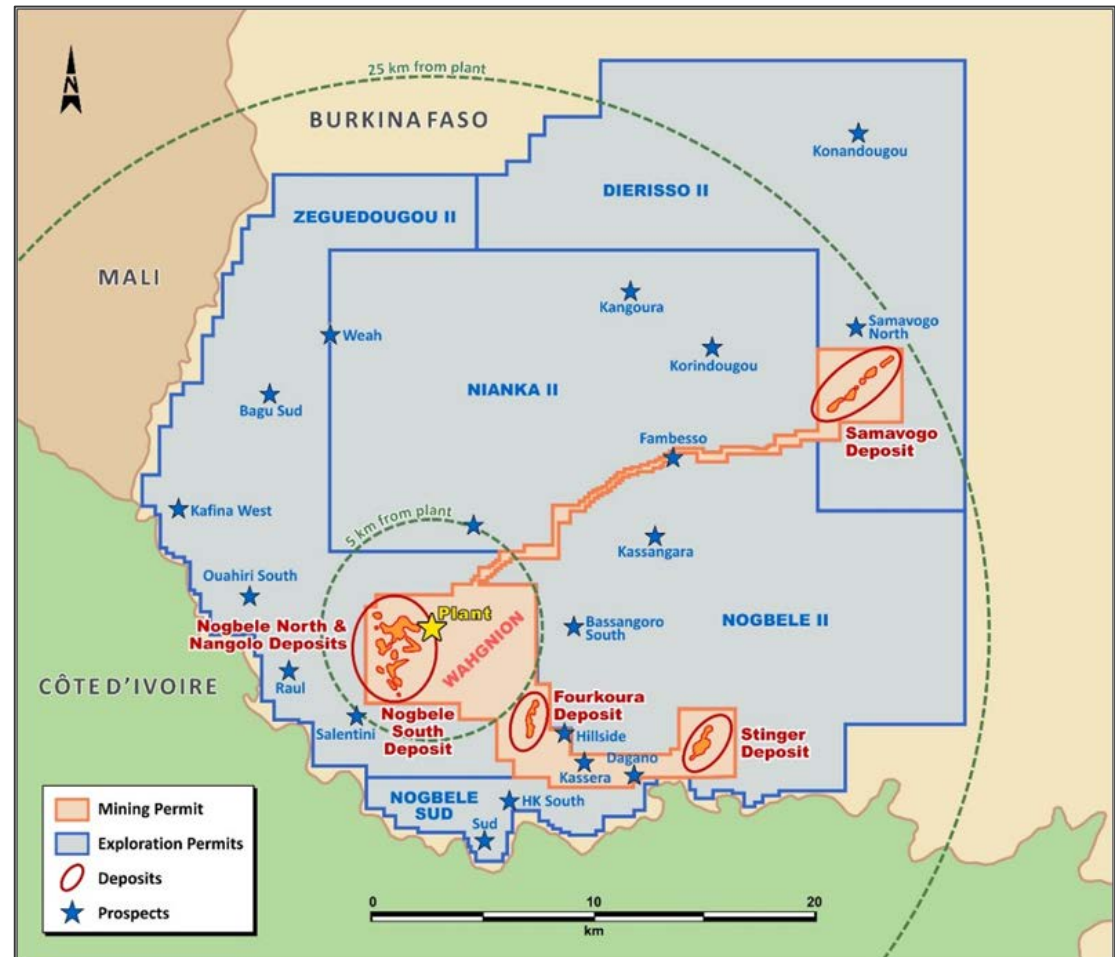 N
25 km from plant
BURKINA FASO
Konandougou
DIERISSO II
ZEGUEDOUGOU II
MALI
Kangoura
Weah
Samavogo
North
Korindougou
NIANKA II
Bagu Sud
Samavogo
Deposit
Fambesso
Kafina West
5 km from plant
Kassangara
Ouahiri South
Plant
Nogbele North &
Nangolo Deposits
WAHGNION
Bassangoro
South
NOGBELE II
CÔTE D'IVOIRE
Raul
Salentini
Nogbele
South
Deposit
Fourkoura
Deposit
Hillside
Stinger
Deposit
Dagano
Kassera
NOGBELE
SUD
HK South
Sud
Mining Permit
Exploration Permits
Deposits
Prospects
0
10
20
km